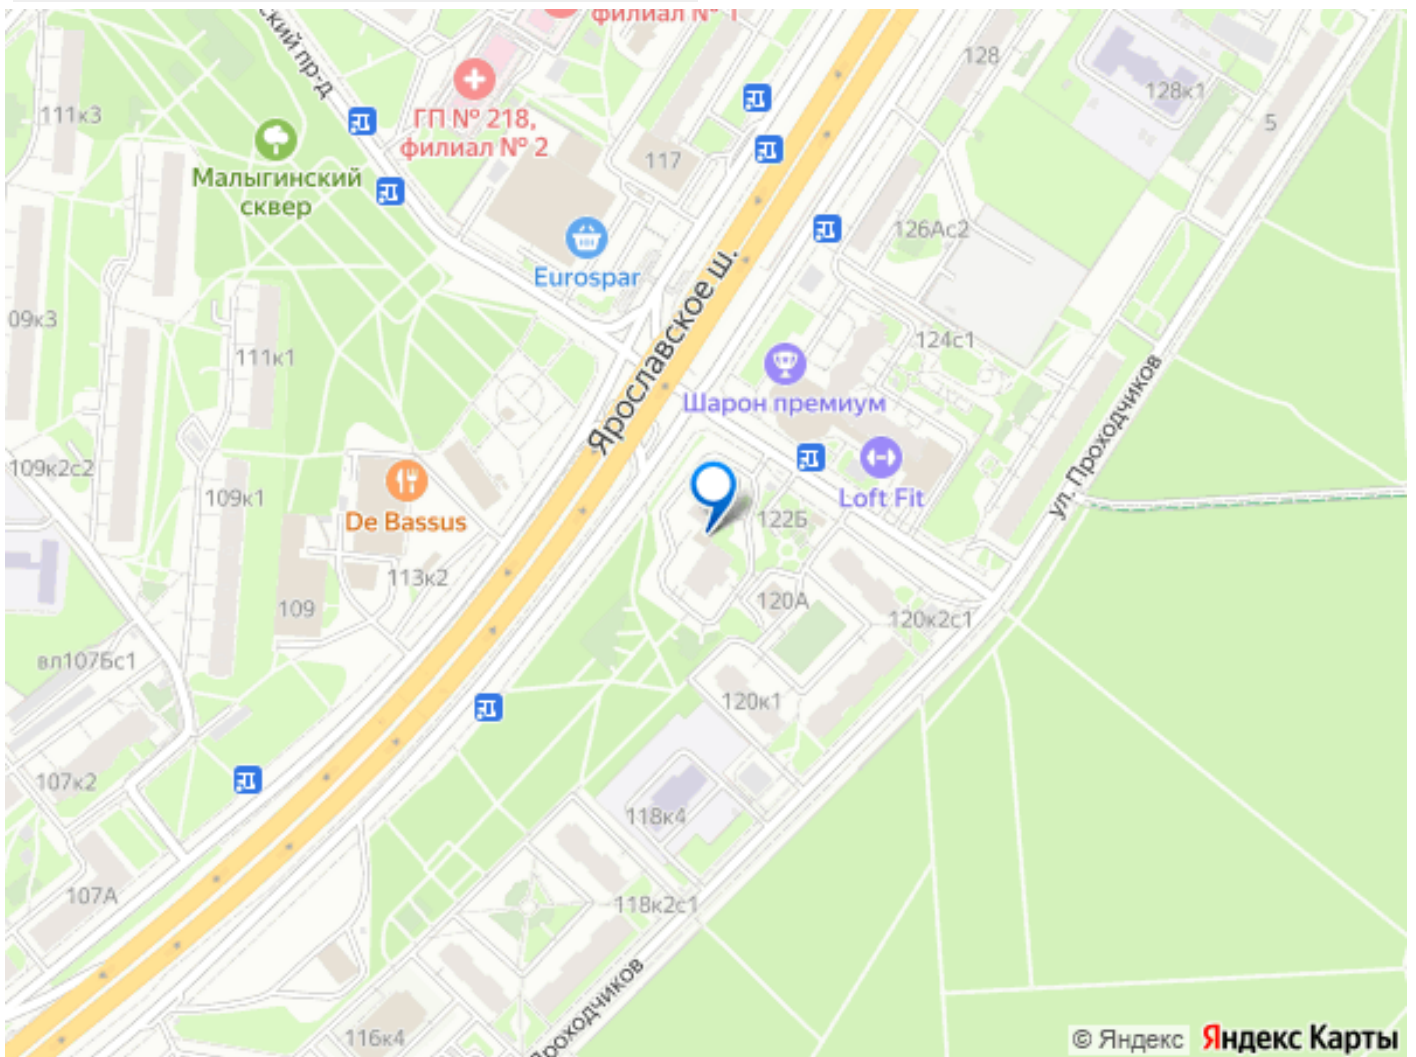 филиал № 1
ский пр-д
128
128к1
5
111к3
ГП № 218,
филиал № 2
117
Малыгинский
сквер
126Ас2
Eurospar
Ярославское ш.
09к3
111к1
124с1
Шарон премиум
ул. Проходчиков
109к2с2
109к1
De Bassus
Loft Fit
122Б
113к2
109
120А
120к2с1
вл107Бс1
120к1
107к2
118к4
107А
118к2с1
Проходчиков
116к4
© Яндекс Яндекс Карты